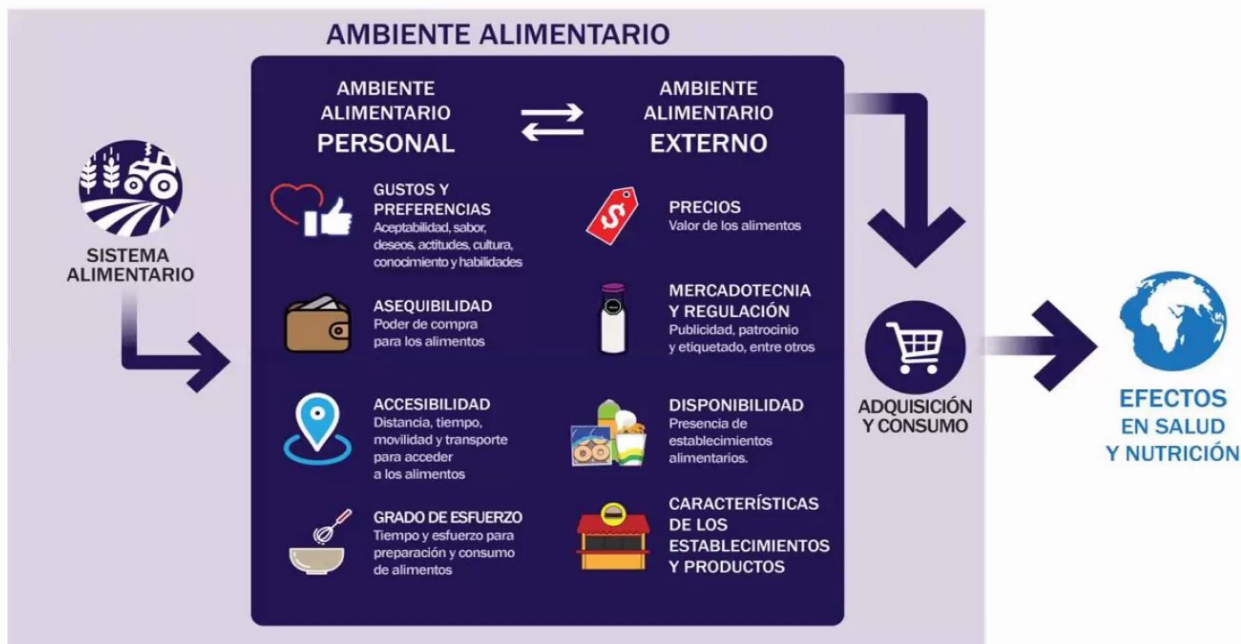 AMBIENTE ALIMENTARIO
SISTEMA
ALIMENTARIO
AMBIENTE
ALIMENTARIO
PERSONAL
GUSTOS Y
PREFERENCIAS
Aceptabilidad, sabor,
deseos, actitudes, cultura,
conocimiento y habilidades
ASEQUIBILIDAD
Poder de compra
para los alimentos
ACCESIBILIDAD
Distancia, tiempo,
movilidad y transporte
para acceder
a los alimentos
GRADO DE ESFUERZO
Tiempo y esfuerzo para
preparación y consumo
de alimentos
AMBIENTE
ALIMENTARIO
EXTERNO
$
PRECIOS
Valor de los alimentos
MERCADOTECNIA
Y REGULACIÓN
Publicidad, patrocinio
y etiquetado, entre otros
DISPONIBILIDAD
Presencia de
establecimientos
alimentarios.
CARACTERÍSTICAS
DE LOS
ESTABLECIMIENTOS
Y PRODUCTOS
ADQUISICIÓN
Y CONSUMO
EFECTOS
EN SALUD
Y NUTRICIÓN